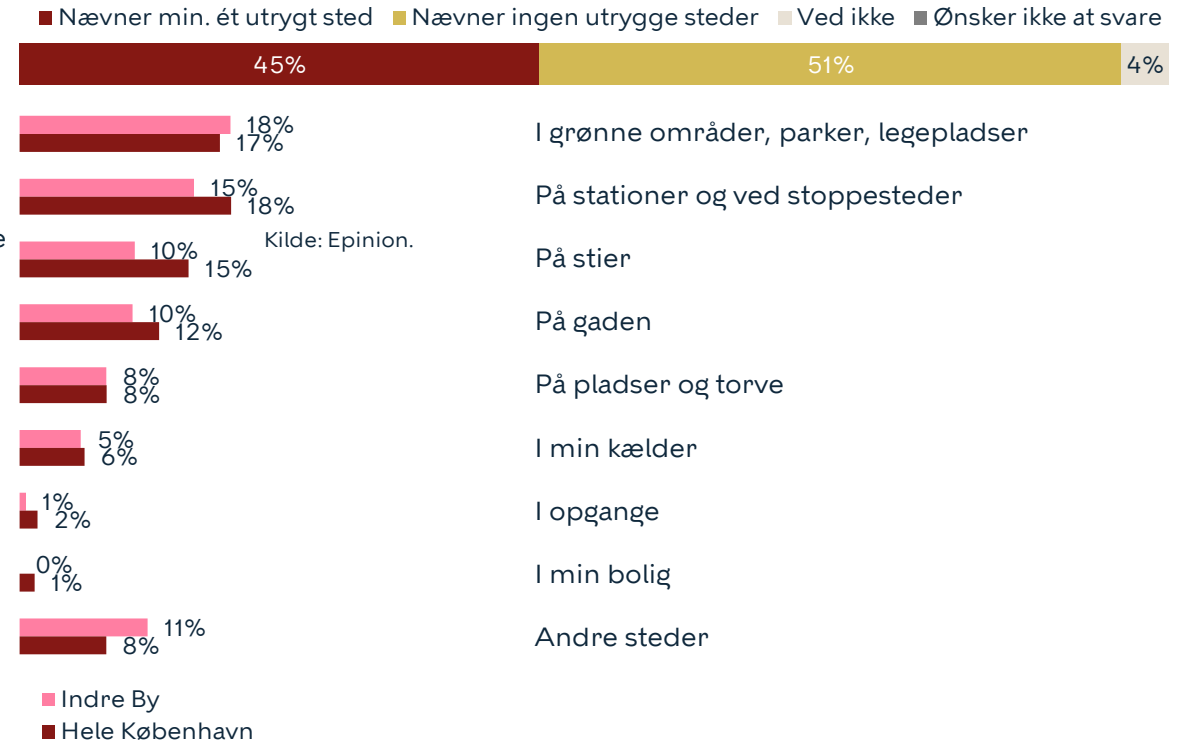 Nævner min. ét utrygt sted Nævner ingen utrygge steder Ved ikke Ønsker ikke at svare
45% 51% 4%
18%
17% I grønne områder, parker, legepladser
15%
18% På stationer og ved stoppesteder
e Kilde: Epinion.
10%
15% På stier
10%
12% På gaden
8%
8% På pladser og torve
5%
6% I min kælder
1%
2% I opgange
0%
1% I min bolig
11%
8% Andre steder
Indre By
Hele København